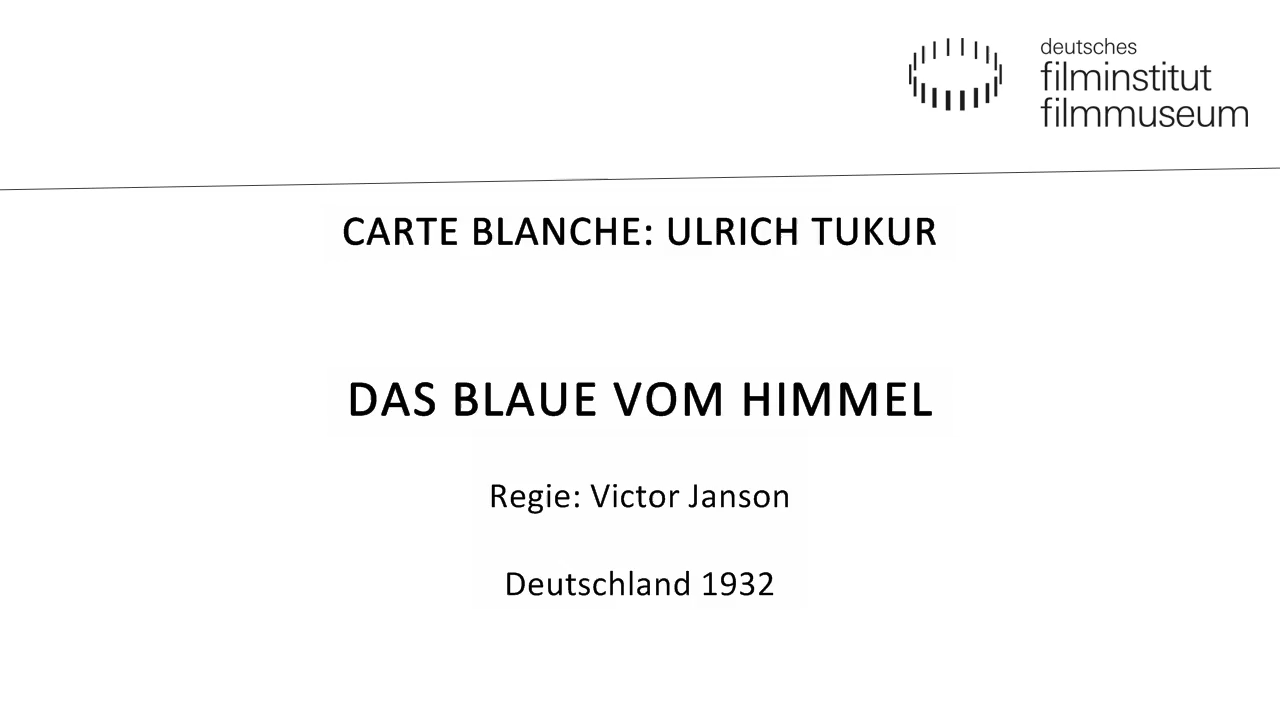 deutsches
filminstitut
filmmuseum
CARTE BLANCHE: ULRICH TUKUR
DAS BLAUE VOM HIMMEL
Regie: Victor Janson
Deutschland 1932